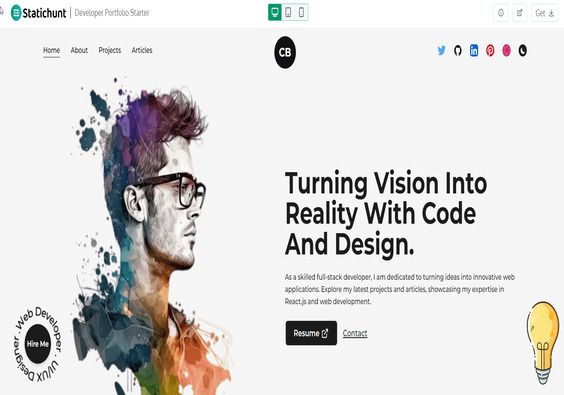 Statichunt | Developer Portfolio Starter
Get
Home About Projects Articles
CB
Turning Vision Into
Reality With Code
And Design.
As a skilled full-stack developer, I am dedicated to turning ideas into innovative web
applications. Explore my latest projects and articles, showcasing my expertise in
React.js and web development.
Resume Contact
Web Developer . UI/UX Designer .
Hire Me